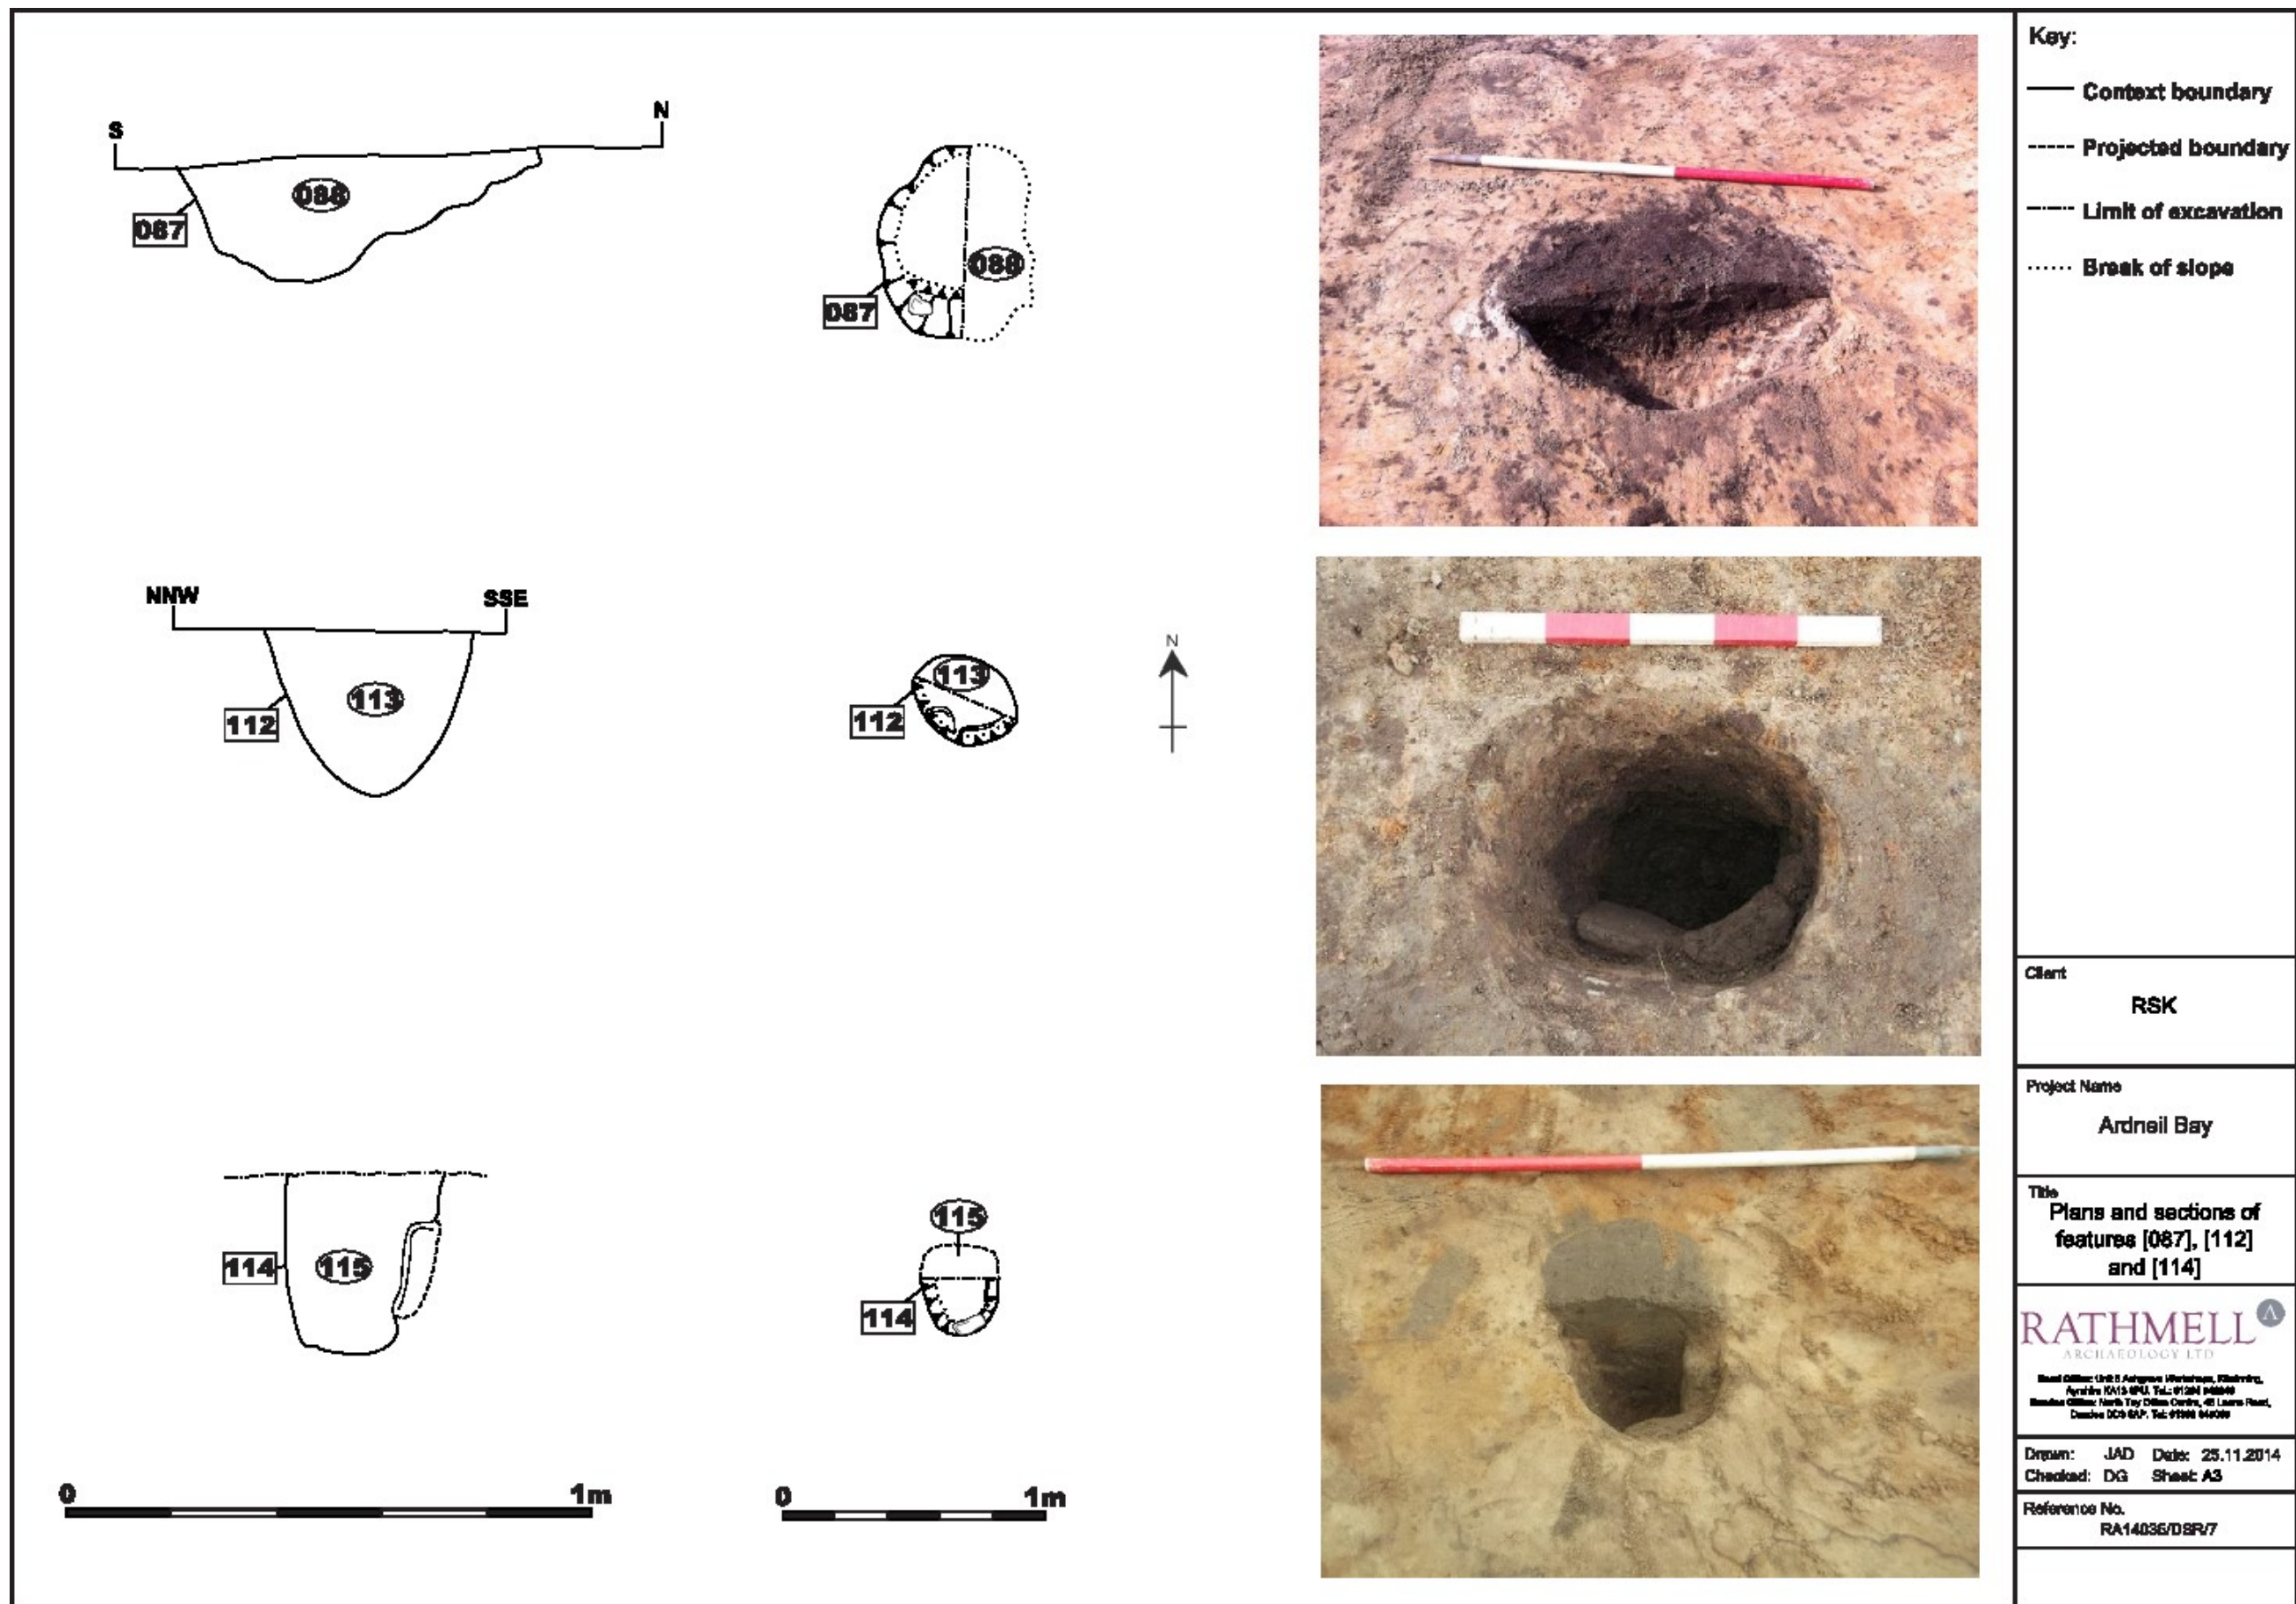 S
N
088
087
088
087
NNW
SSE
113
112
113
112
N
115
114
115
114
0
1m
0
1m
Key:
Context boundary
Projected boundary
Limit of excavation
Break of slope
Client
RSK
Project Name
Ardneil Bay
Title
Plans and sections of
features [087], [112]
and [114]
RATHMELL
ARCHAEOLOGY LTD
Drawn: JAD Date: 25.11.2014
Checked: DG Sheet: A3
Reference No.